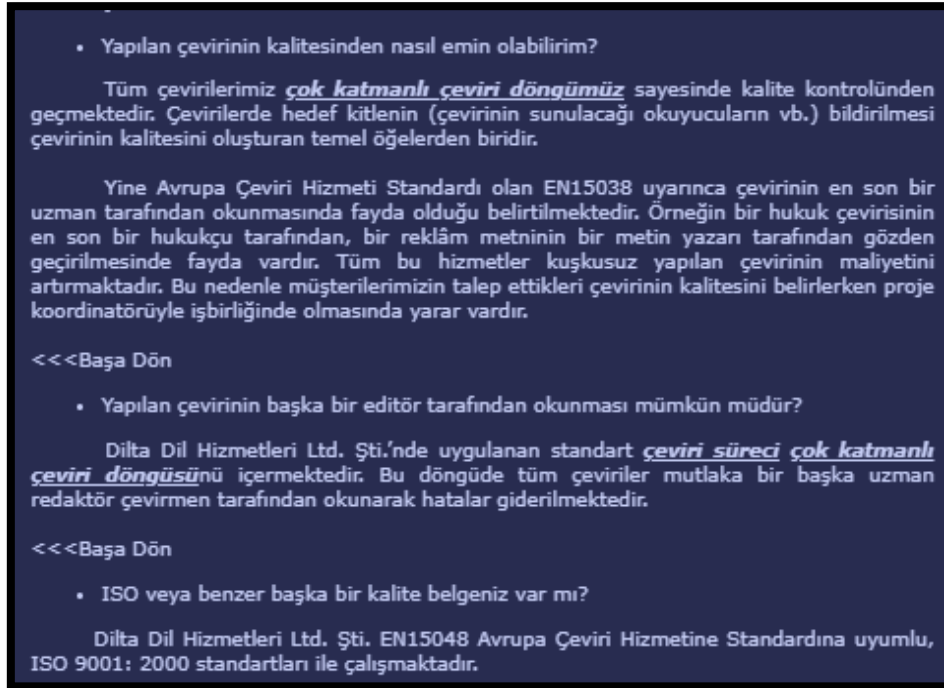 • Yapılan çevirinin kalitesinden nasıl emin olabilirim?
Tüm çevirilerimiz çok katmanlı çeviri döngümüz sayesinde kalite kontrolünden
geçmektedir. Çevirilerde hedef kitlenin (çevirinin sunulacağı okuyucuların vb.) bildirilmesi
çevirinin kalitesini oluşturan temel öğelerden biridir.
Yine Avrupa Çeviri Hizmeti Standardı olan EN15038 uyarınca çevirinin en son bir
uzman tarafından okunmasında fayda olduğu belirtilmektedir. Örneğin bir hukuk çevirisinin
en son bir hukukçu tarafından, bir reklâm metninin bir metin yazarı tarafından gözden
geçirilmesinde fayda vardır. Tüm bu hizmetler kuşkusuz yapılan çevirinin maliyetini
artırmaktadır. Bu nedenle müşterilerimizin talep ettikleri çevirinin kalitesini belirlerken proje
koordinatörüyle işbirliğinde olmasında yarar vardır.
<<<Başa Dön
• Yapılan çevirinin başka bir editör tarafından okunması mümkün müdür?
Dilta Dil Hizmetleri Ltd. Şti.’nde uygulanan standart çeviri süreci çok katmanlı
çeviri döngüsünü içermektedir. Bu döngüde tüm çeviriler mutlaka bir başka uzman
redaktör çevirmen tarafından okunarak hatalar giderilmektedir.
<<<Başa Dön
• ISO veya benzer başka bir kalite belgeniz var mı?
Dilta Dil Hizmetleri Ltd. Şti. EN15048 Avrupa Çeviri Hizmetine Standardına uyumlu,
ISO 9001: 2000 standartları ile çalışmaktadır.